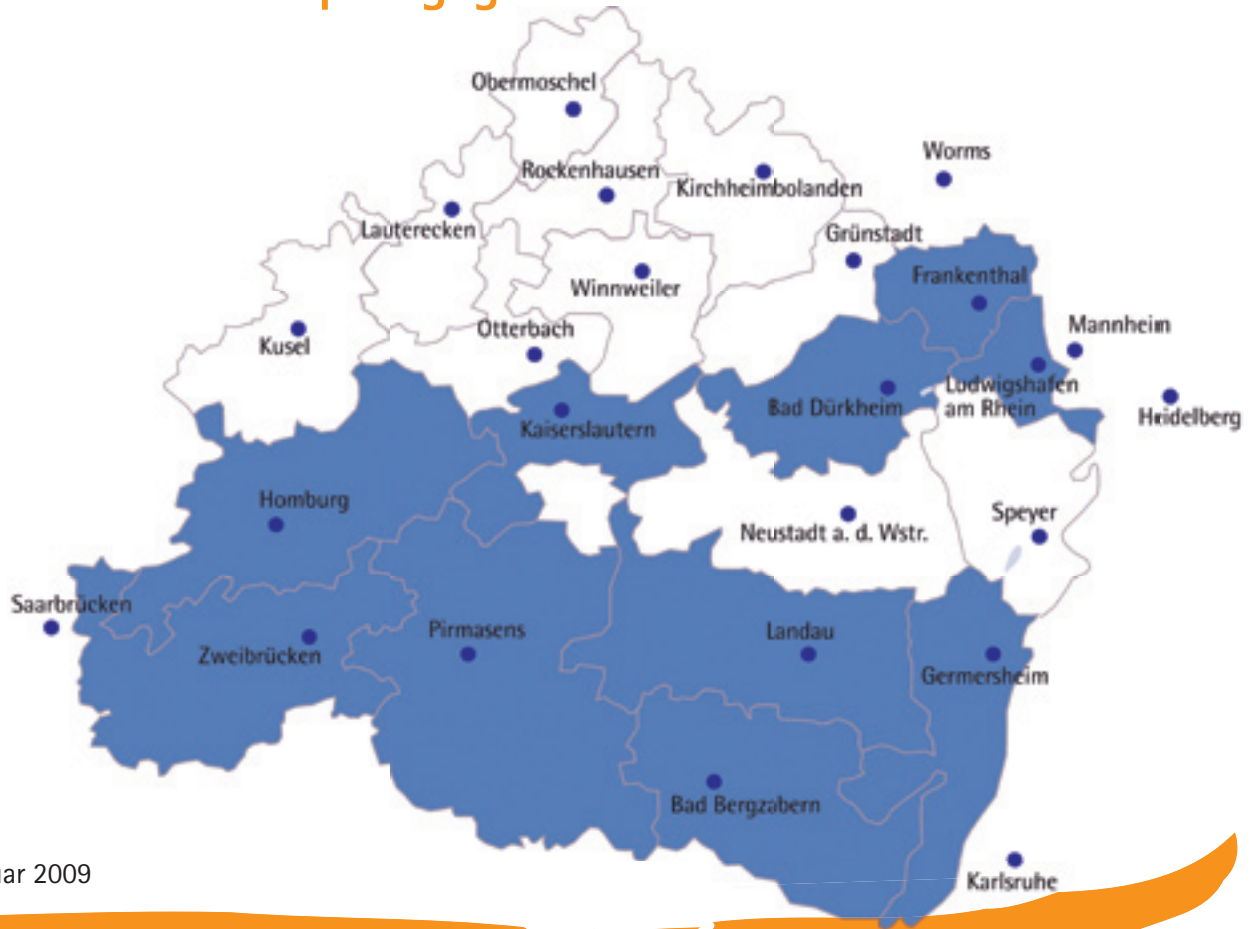 Obermoschel
Worms
Rockenhausen
Kirchheimbolanden
Lauterecken
Grünstadt
Frankenthal
Winnweiler
Mannheim
Otterbach
Kusel
Ludwigshafen
am Rhein
Bad Dürkheim
Heidelberg
Kaiserslautern
Homburg
Speyer
Neustadt a. d. Wstr.
Saarbrücken
Pirmasens
Landau
Zweibrücken
Germersheim
Bad Bergzabern
ar 2009
Karlsruhe